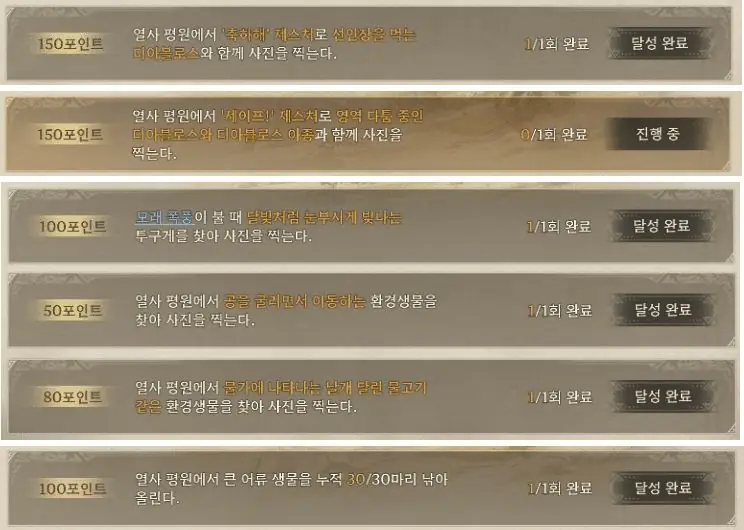 150포인트
열사 평원에서 '축하해' 제스처로 선인장을 먹는
디아블로스와 함께 사진을 찍는다.
1/1회 완료
달성 완료
150포인트
열사 평원에서 '세이프!' 제스처로 영역 다툼 중인
디아블로스와 디아블로스 아종과 함께 사진을
찍는다.
0/1회 완료
진행 중
100포인트
모래 폭풍이 불 때 달빛처럼 눈부시게 빛나는
투구게를 찾아 사진을 찍는다.
1/1회 완료
달성 완료
50포인트
열사 평원에서 공을 굴리면서 이동하는 환경생물을
찾아 사진을 찍는다.
1/1회 완료
달성 완료
80포인트
열사 평원에서 물가에 나타나는 날개 달린 물고기
같은 환경생물을 찾아 사진을 찍는다.
1/1회 완료
달성 완료
100포인트
열사 평원에서 큰 어류 생물을 누적 30/30마리 낚아
올린다.
1/1회 완료
달성 완료